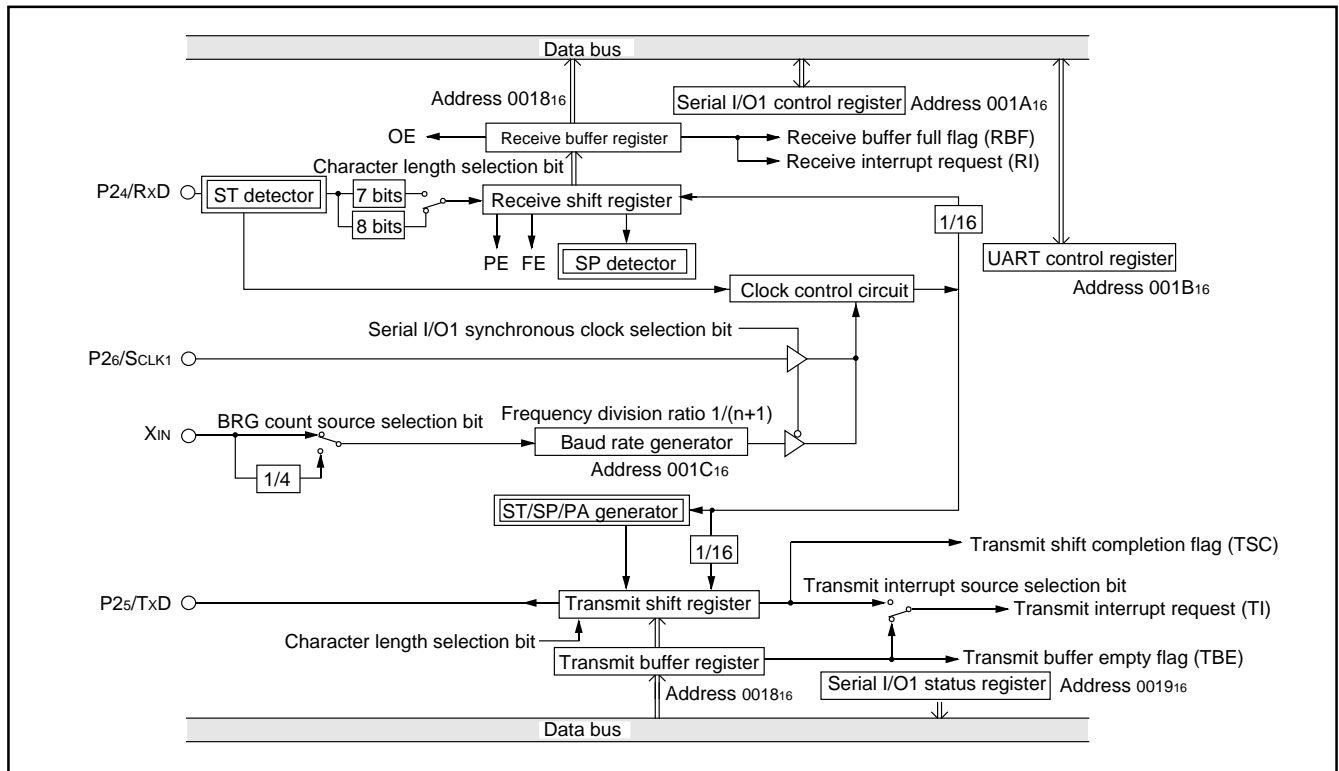 Data bus
Address 001816
Serial I/O1 control register Address 001A16
OE
Receive buffer register
Receive buffer full flag (RBF)
Receive interrupt request (RI)
Character length selection bit
P24/RXD
ST detector
7 bits
8 bits
Receive shift register
1/16
PE FE
SP detector
UART control register
Address 001B16
Clock control circuit
Serial I/O1 synchronous clock selection bit
P26/SCLK1
BRG count source selection bit
Frequency division ratio 1/(n+1)
XIN
Baud rate generator
Address 001C16
1/4
ST/SP/PA generator
1/16
Transmit shift completion flag (TSC)
Transmit interrupt source selection bit
P25/TXD
Transmit shift register
Transmit interrupt request (TI)
Character length selection bit
Transmit buffer register
Transmit buffer empty flag (TBE)
Address 001816
Serial I/O1 status register Address 001916
Data bus